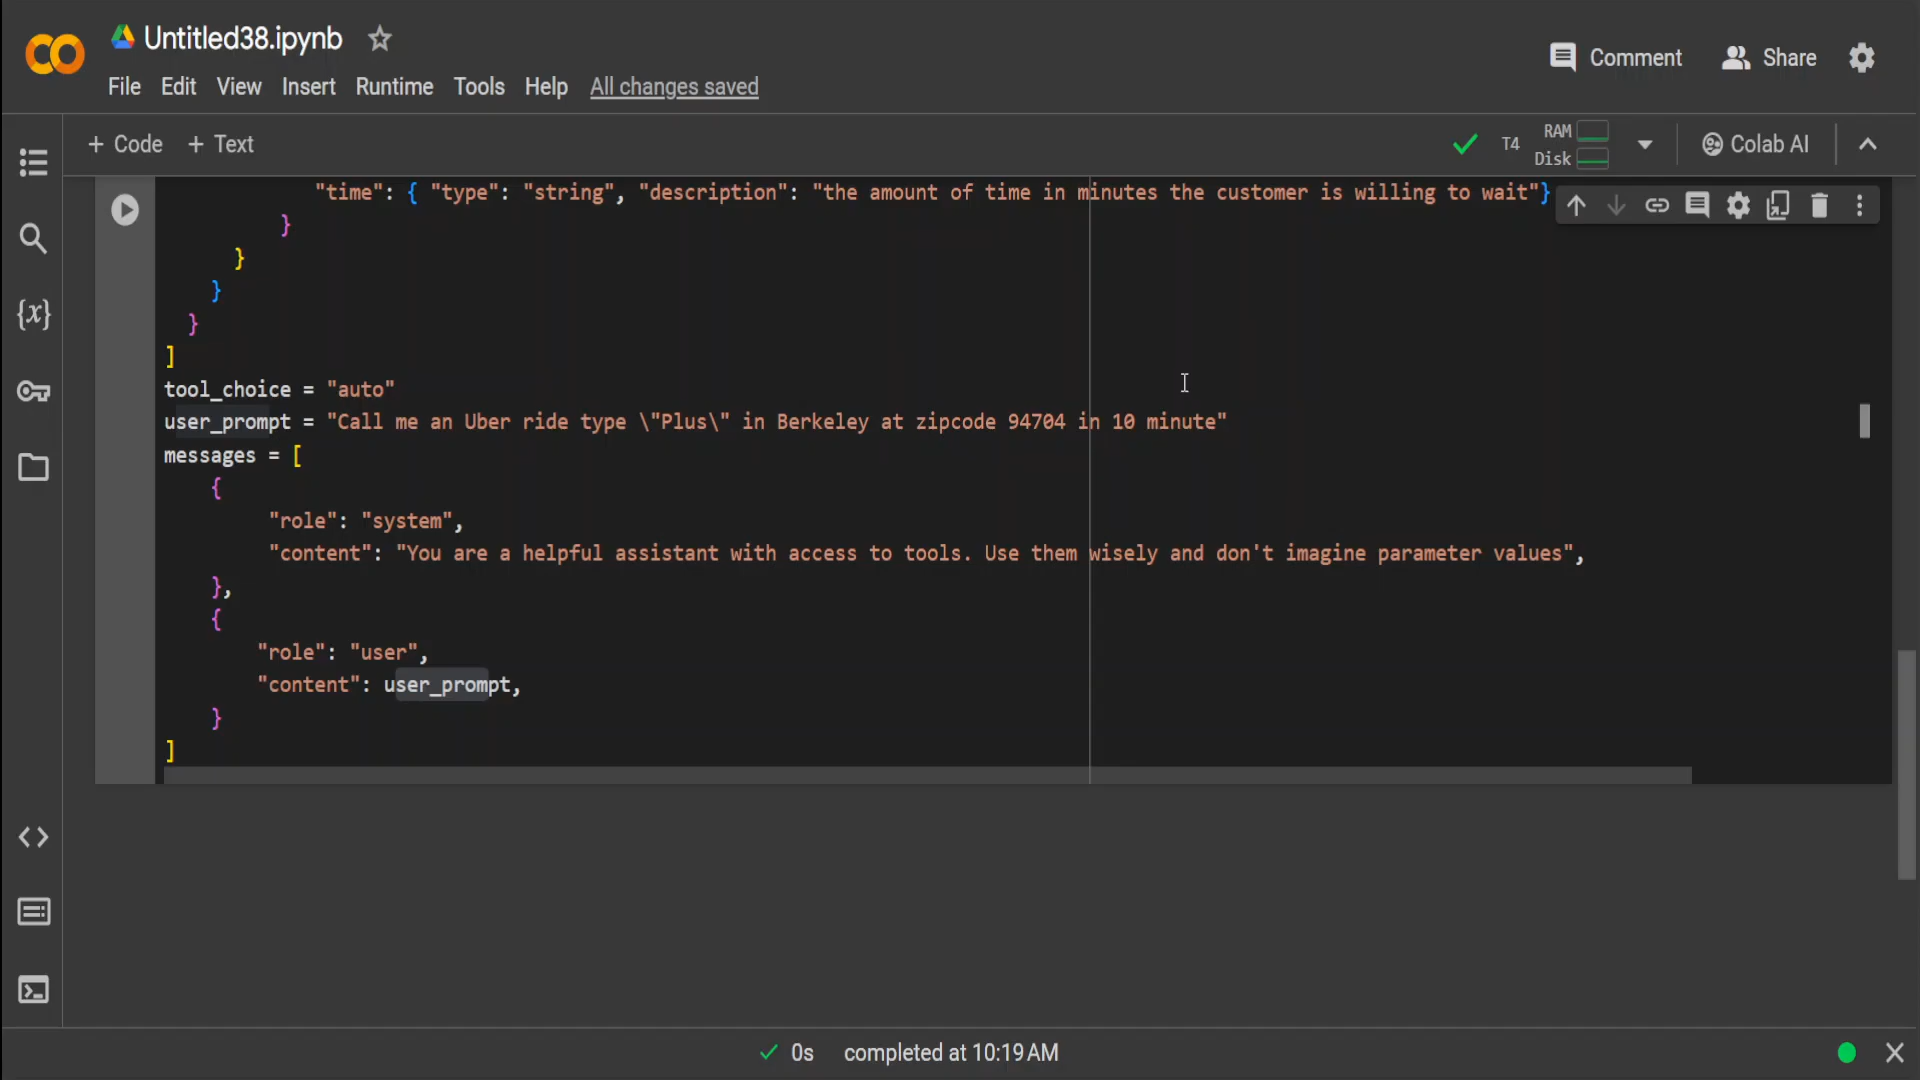 Untitled38.ipynb
Comment Share
File Edit View Insert Runtime Tools Help All changes saved
+ Code + Text T4 RAM Disk Colab AI
"time": { "type": "string", "description": "the amount of time in minutes the customer is willing to wait"}
}
}
}
}
]
tool_choice = "auto"
user_prompt = "Call me an Uber ride type \"Plus\" in Berkeley at zipcode 94704 in 10 minute"
messages = [
{
"role": "system",
"content": "You are a helpful assistant with access to tools. Use them wisely and don't imagine parameter values",
},
{
"role": "user",
"content": user_prompt,
}
]
0s completed at 10:19 AM